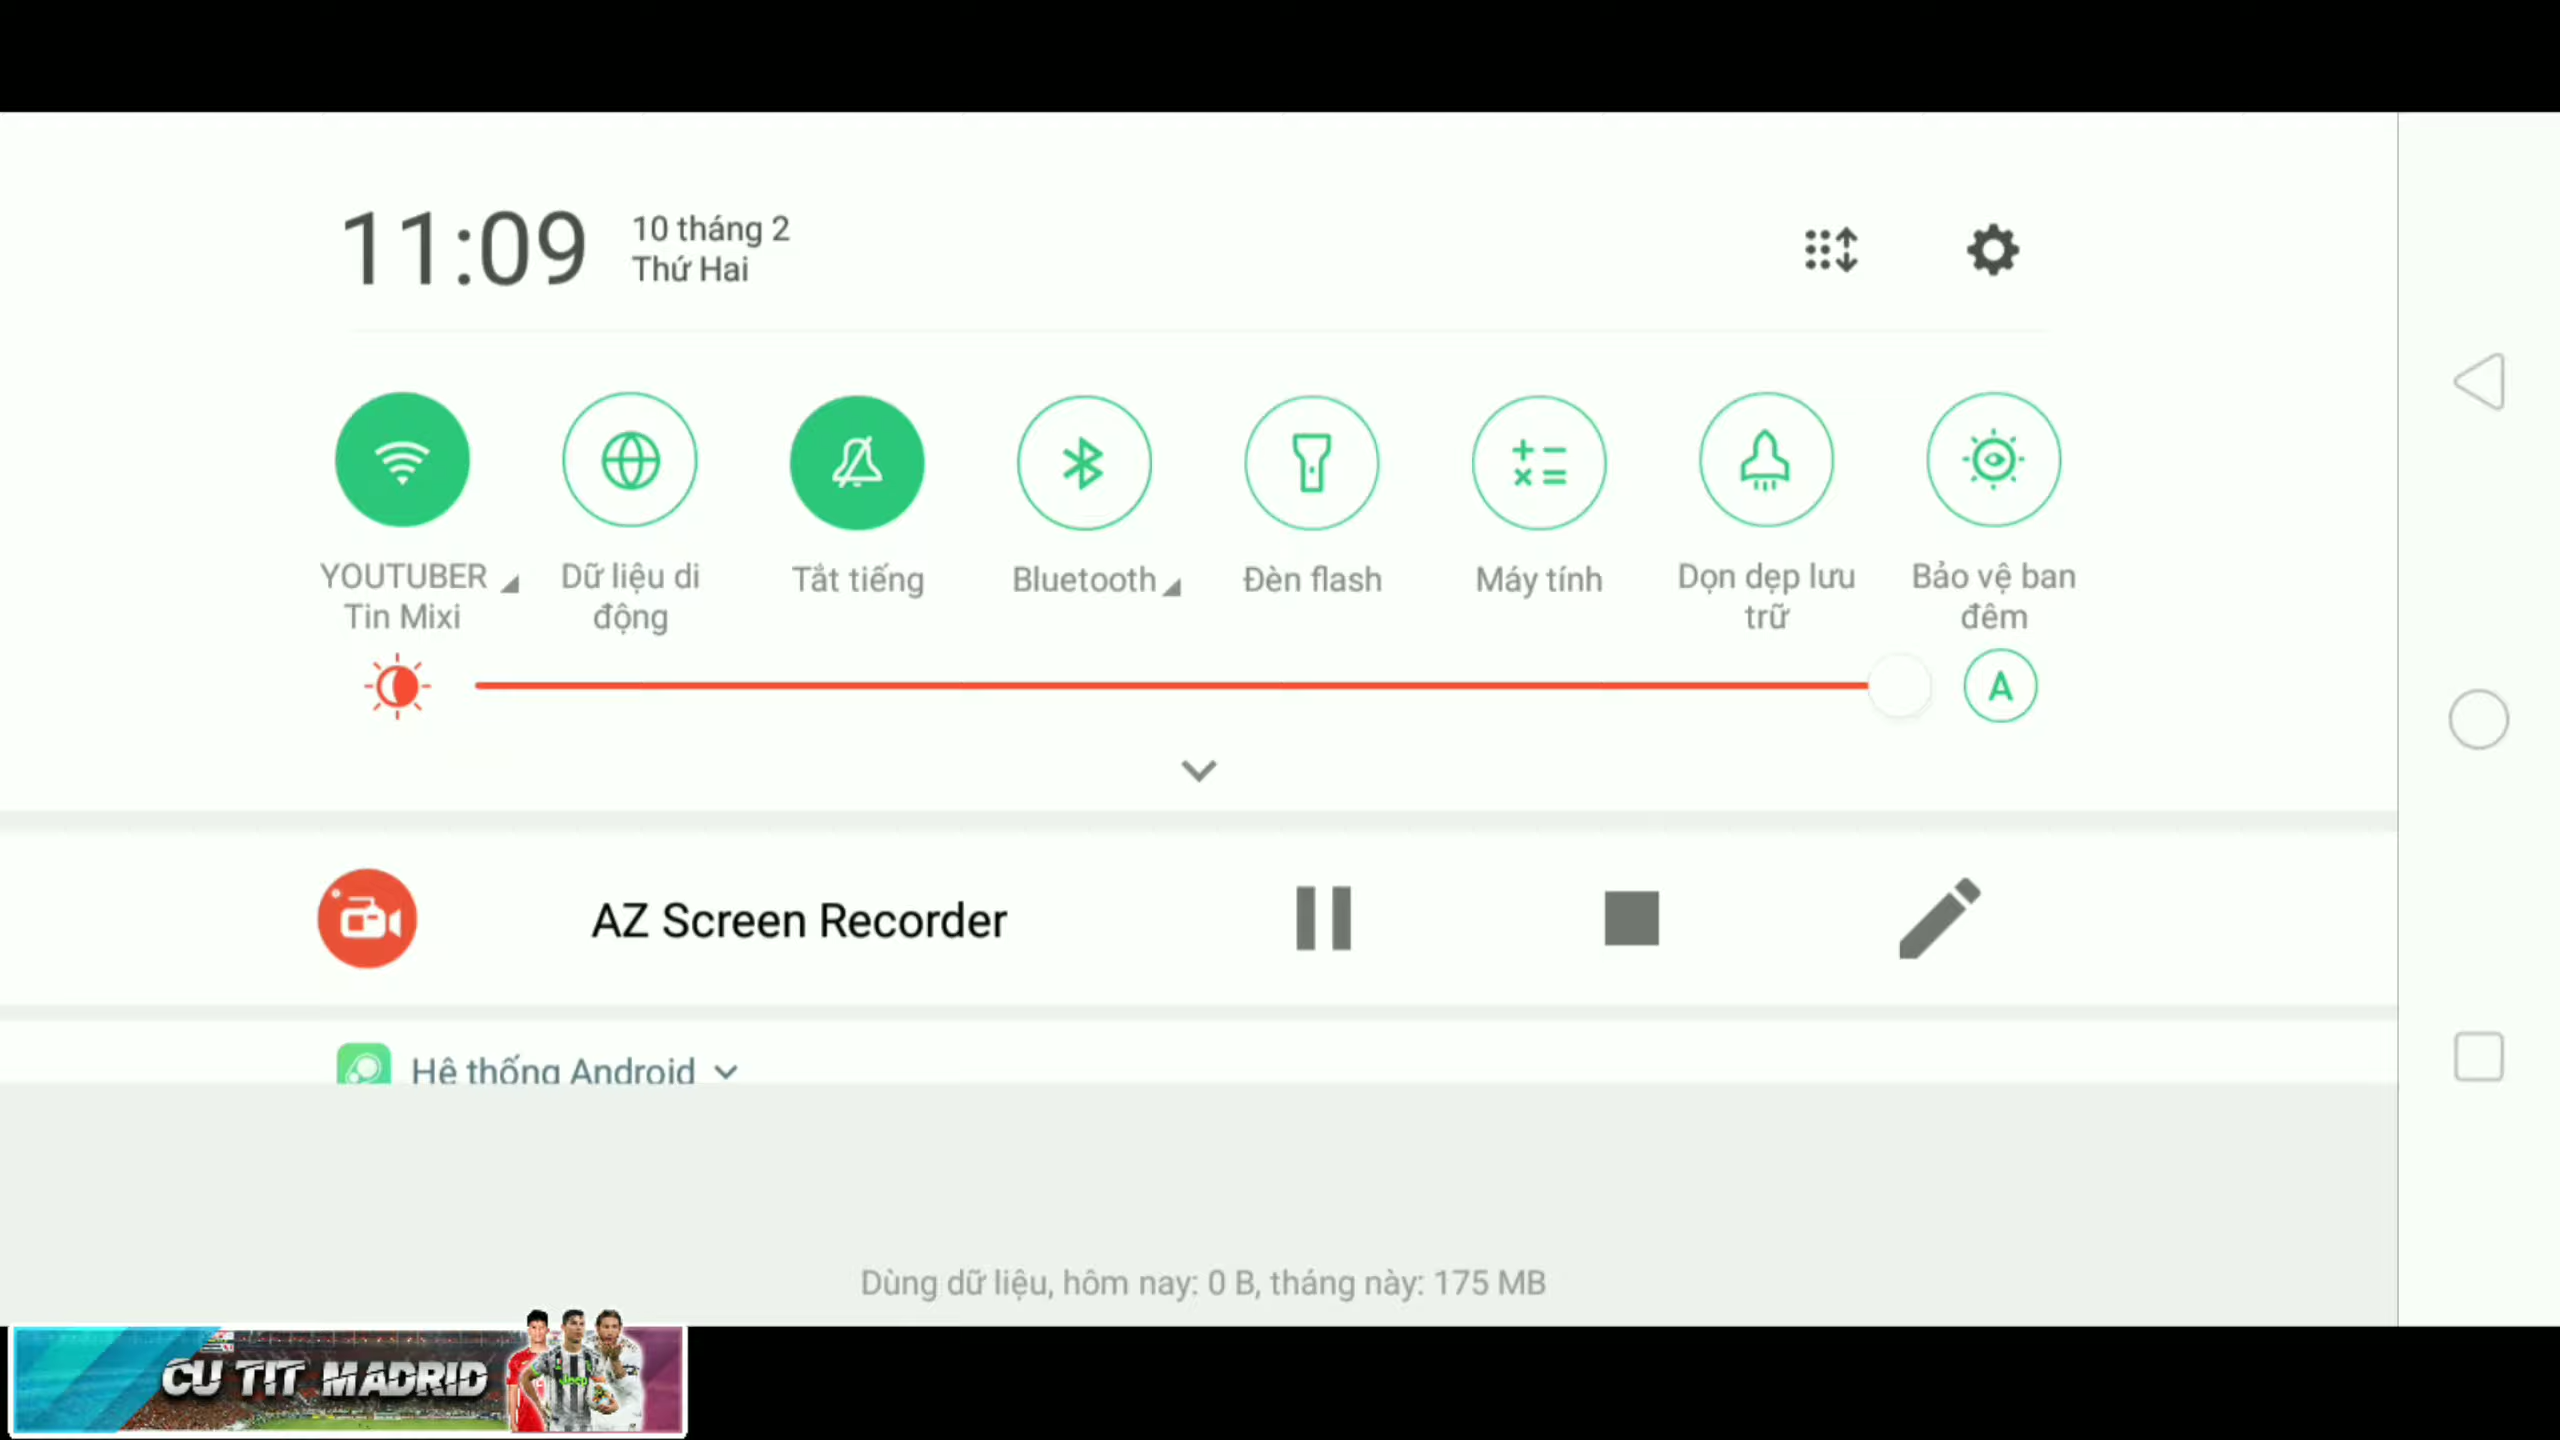 11:09
10 tháng 2
Thứ Hai
YOUTUBER
Tin Mixi
Dữ liệu di
động
Tắt tiếng
Bluetooth
Đèn flash
Máy tính
Dọn dẹp lưu
trữ
Bảo vệ ban
đêm
A
AZ Screen Recorder
Hệ thống Android
Dùng dữ liệu, hôm nay: 0 B, tháng này: 175 MB
CU TIT MADRID
Jeep